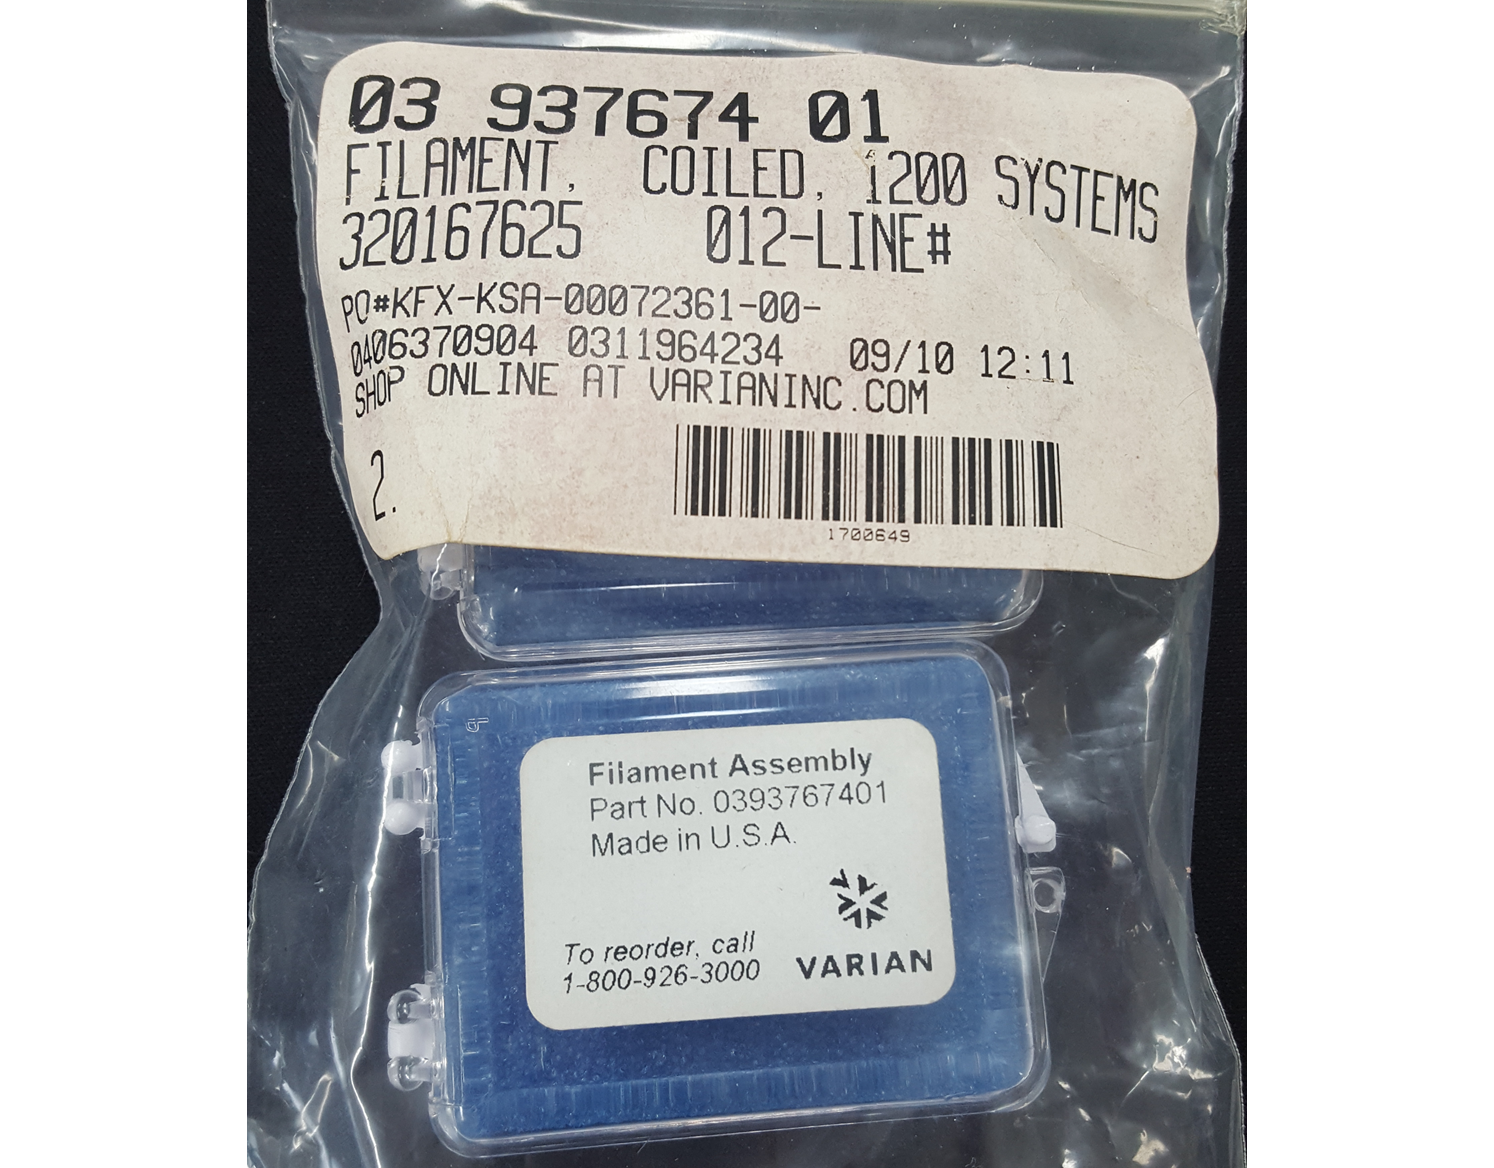 03 937674 01
FILAMENT, COILED, 1200 SYSTEMS
320167625 012-LINE#
PO#KFX-KSA-00072361-00-
0406370904 0311964234 09/10 12:11
SHOP ONLINE AT VARIANINC.COM
2.
1700649
Filament Assembly
Part No. 0393767401
Made in U.S.A.
To reorder, call
1-800-926-3000
VARIAN